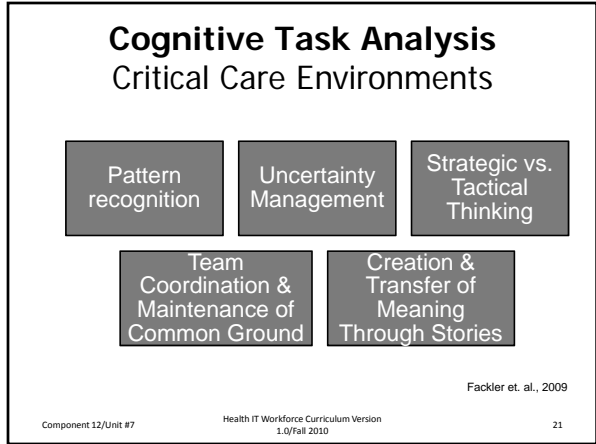 Cognitive Task Analysis
Critical Care Environments
Pattern
recognition
Uncertainty
Management
Strategic vs.
Tactical
Thinking
Team
Coordination &
Maintenance of
Common Ground
Creation &
Transfer of
Meaning
Through Stories
Fackler et. al., 2009
Component 12/Unit #7
Health IT Workforce Curriculum Version
1.0/Fall 2010
21